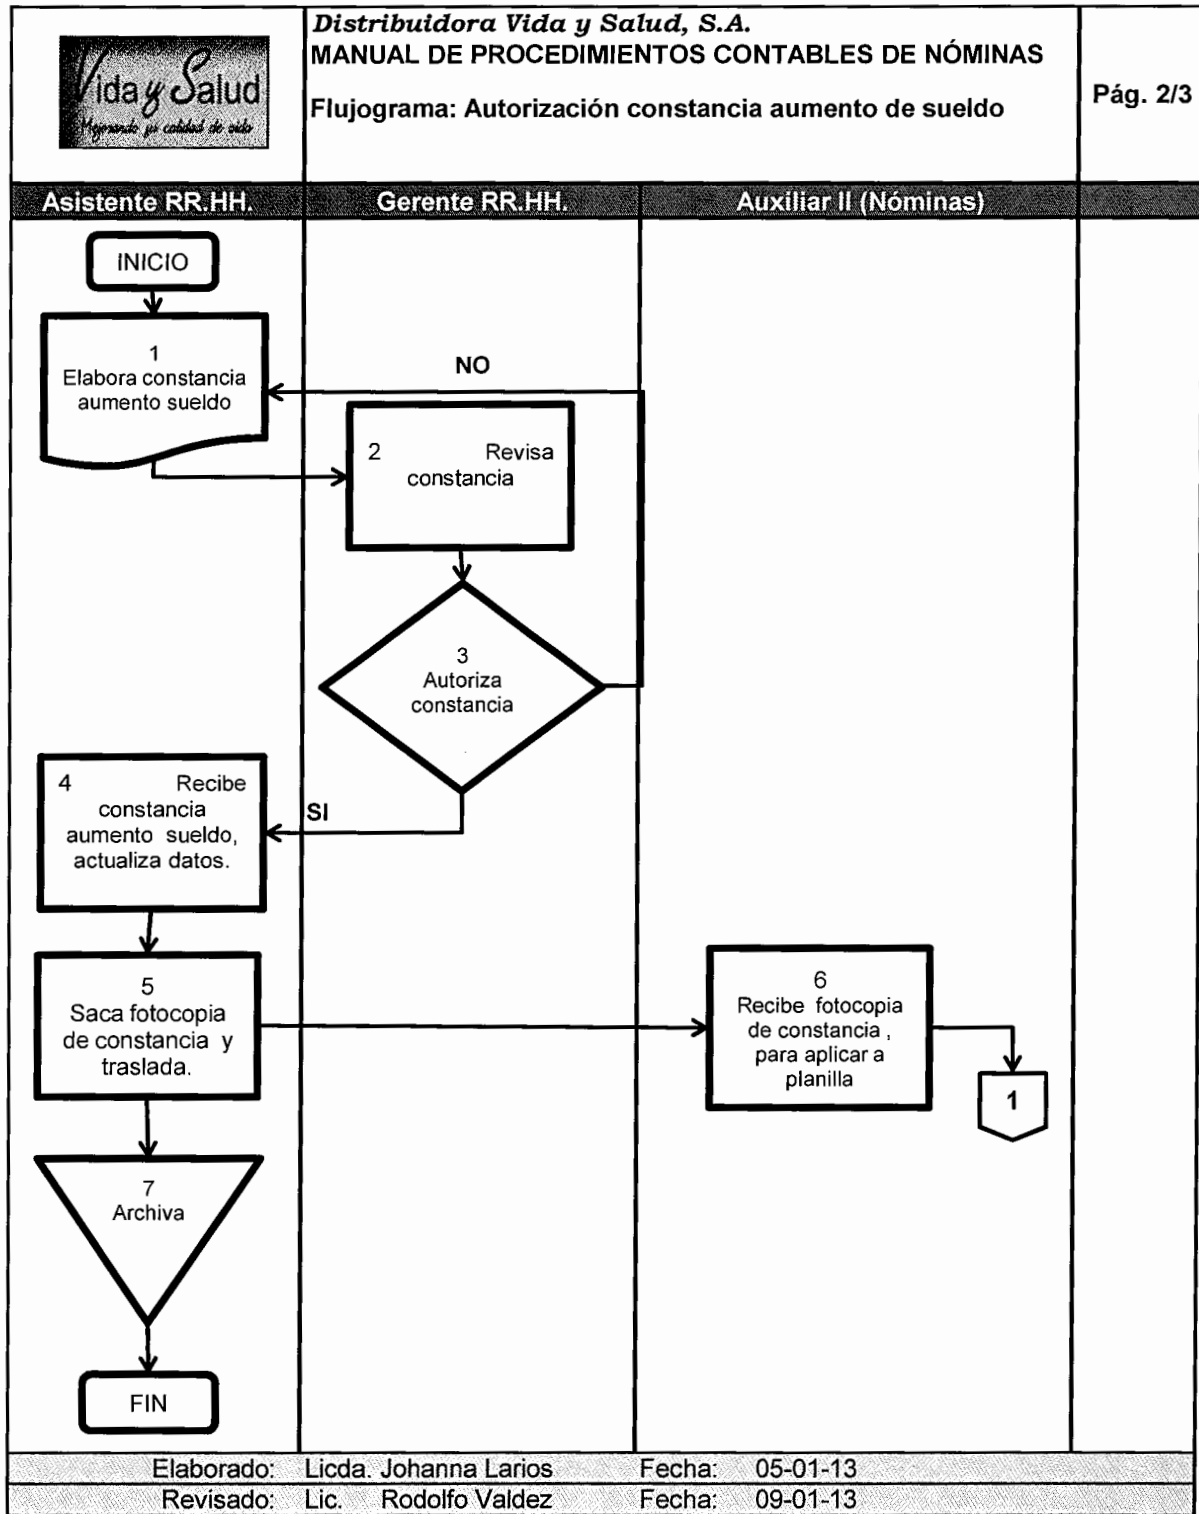 Distribuidora Vida y Salud, S.A.
MANUAL DE PROCEDIMIENTOS CONTABLES DE NÓMINAS
Flujograma: Autorización constancia aumento de sueldo
Pág. 2/3
Vida y Salud
Mejorando su calidad de vida
Asistente RR.HH.
Gerente RR.HH.
Auxiliar II (Nóminas)
INICIO
1
Elabora constancia
aumento sueldo
NO
2 Revisa
constancia
3
Autoriza
constancia
SI
4 Recibe
constancia
aumento sueldo,
actualiza datos.
5
Saca fotocopia
de constancia y
traslada.
6
Recibe fotocopia
de constancia ,
para aplicar a
planilla
1
7
Archiva
FIN
Elaborado: Licda. Johanna Larios Fecha: 05-01-13
Revisado: Lic. Rodolfo Valdez Fecha: 09-01-13